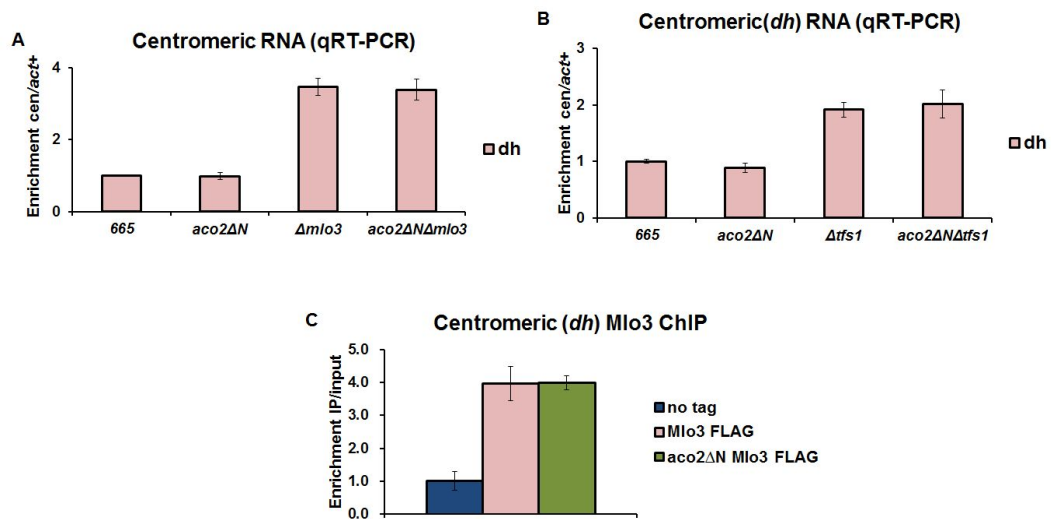 A
Centromeric RNA (qRT-PCR)
Enrichment cen/act+
4
2
0
665
aco2ΔN
Δmlo3
aco2ΔNΔmlo3
dh
B
Centromeric(dh) RNA (qRT-PCR)
Enrichment cen/act+
3
2
1
0
665
aco2ΔN
Δtfs1
aco2ΔNΔtfs1
dh
C
Centromeric (dh) Mlo3 ChIP
Enrichment IP/input
5.0
4.0
3.0
2.0
1.0
0.0
no tag
Mlo3 FLAG
aco2ΔN Mlo3 FLAG